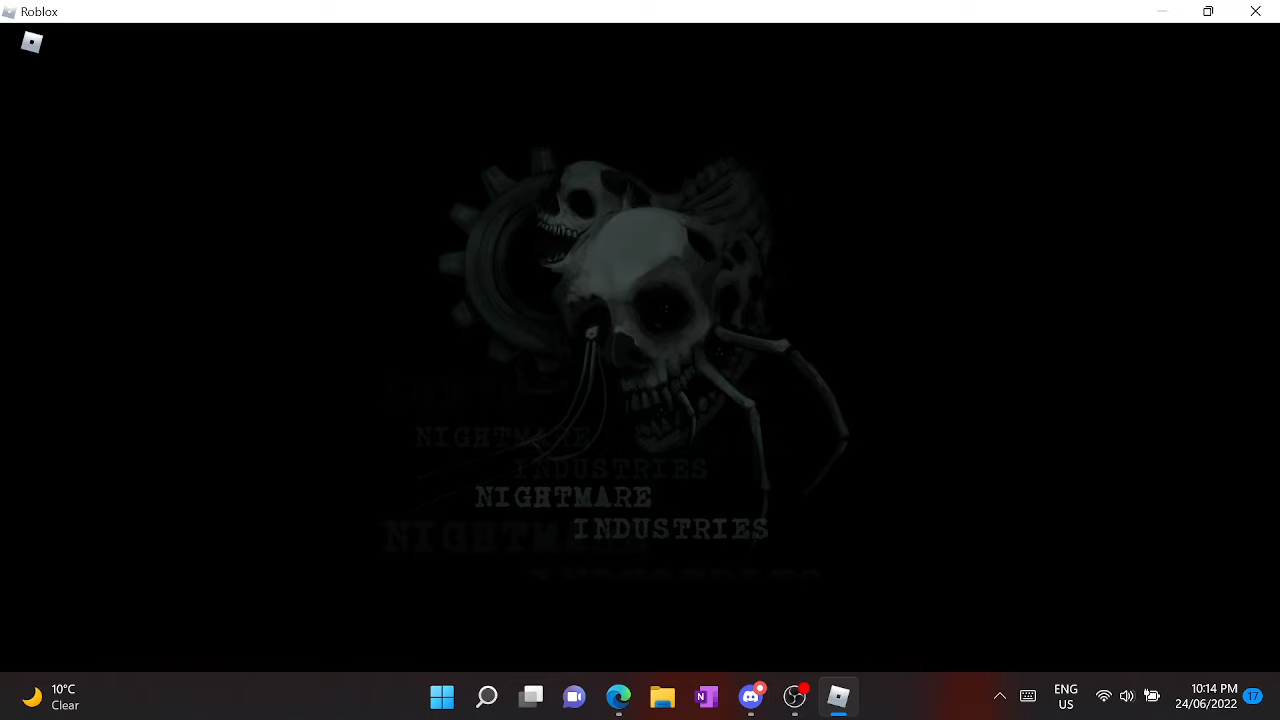 Roblox
NIGHTMARE
INDUSTRIES
NIGHTMARE
INDUSTRIES
10°C
Clear
ENG
US
10:14 PM
24/06/2022
17